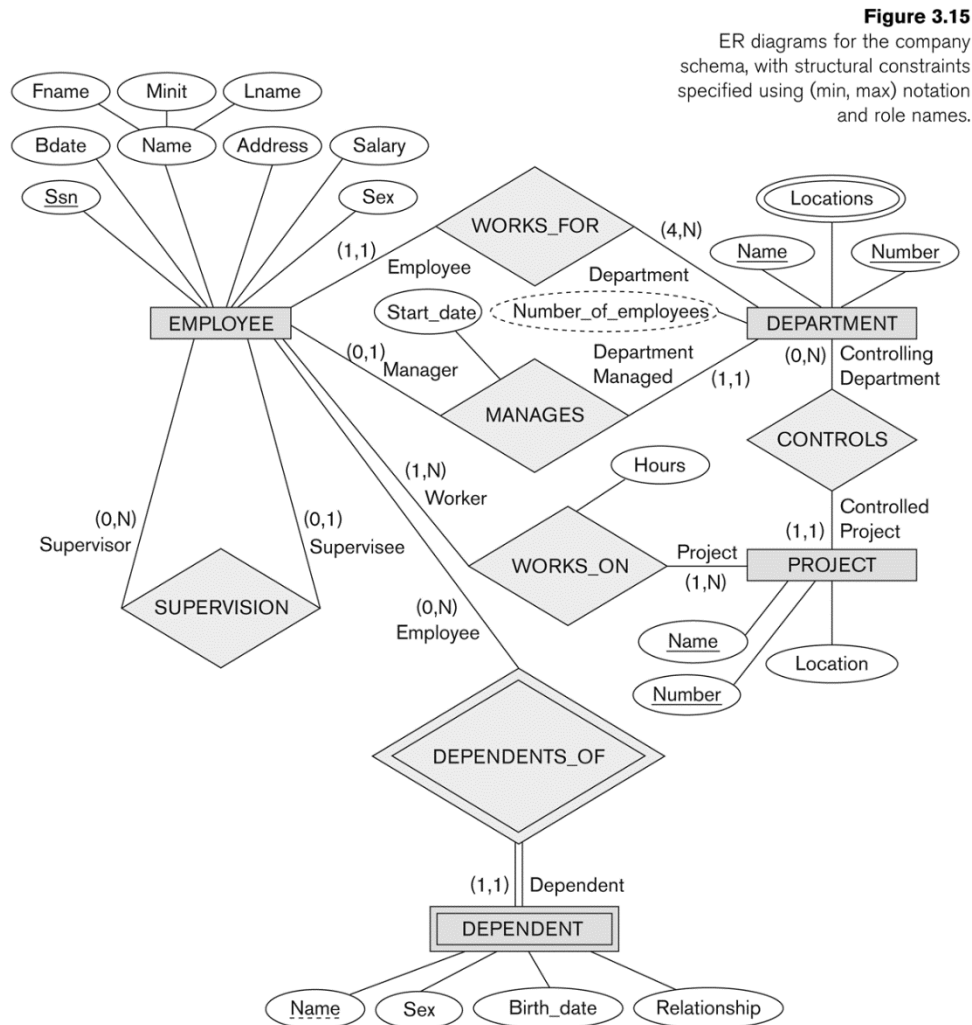 Figure 3.15
ER diagrams for the company
schema, with structural constraints
specified using (min, max) notation
and role names.
Fname
Minit
Lname
Bdate
Name
Address
Salary
Ssn
Sex
WORKS_FOR
Locations
Name
Number
(1,1)
Employee
(4,N)
Department
Start_date
Number_of_employees
EMPLOYEE
DEPARTMENT
(0,1)
Manager
Department
Managed
(1,1)
MANAGES
(0,N)
Controlling
Department
CONTROLS
Hours
(1,N)
Worker
(0,N)
Supervisor
(0,1)
Supervisee
WORKS_ON
Project
(1,N)
Controlled
Project
(1,1)
PROJECT
SUPERVISION
(0,N)
Employee
Name
Number
Location
DEPENDENTS_OF
(1,1)
Dependent
DEPENDENT
Name
Sex
Birth_date
Relationship